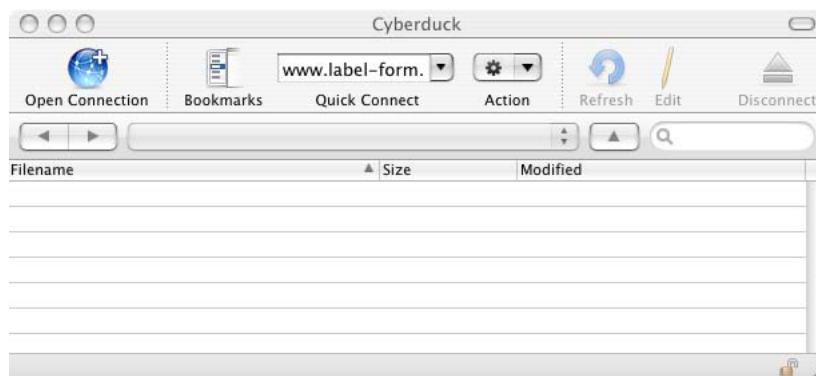 Cyberduck
www.label-form.
Open Connection Bookmarks Quick Connect Action Refresh Edit Disconnect
Filename Size Modified